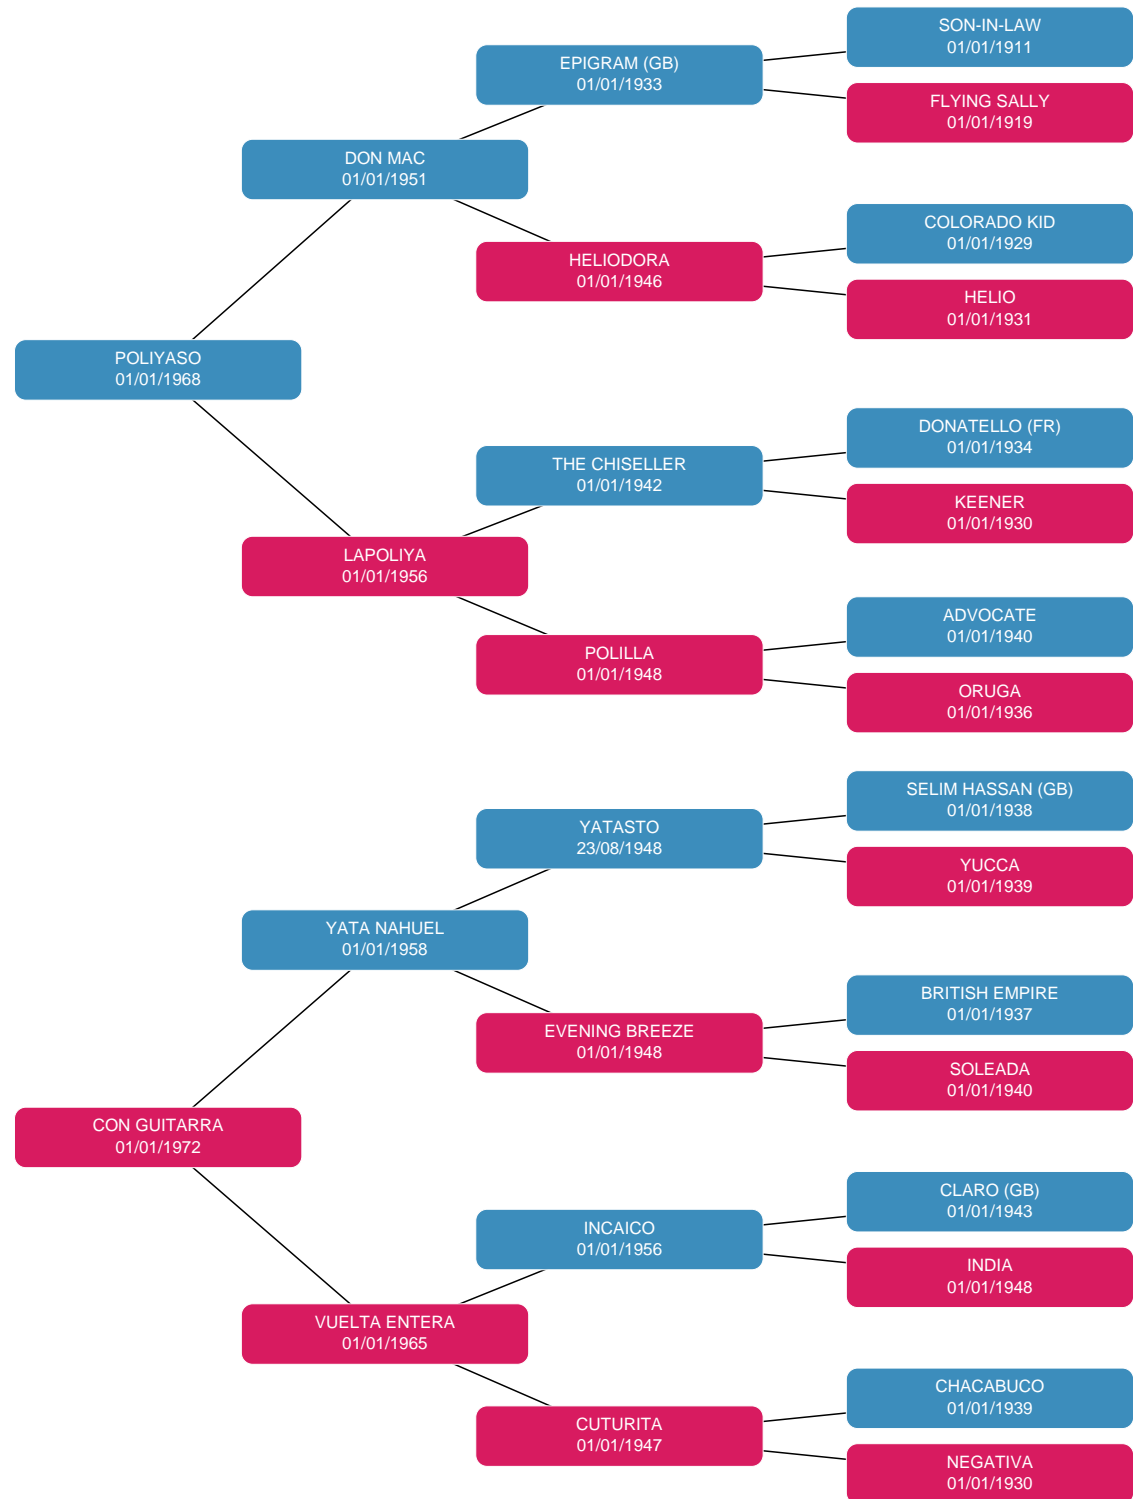 SON-IN-LAW
01/01/1911
EPIGRAM (GB)
01/01/1933
FLYING SALLY
01/01/1919
DON MAC
01/01/1951
COLORADO KID
01/01/1929
HELIODORA
01/01/1946
HELIO
01/01/1931
POLIYASO
01/01/1968
DONATELLO (FR)
01/01/1934
THE CHISELLER
01/01/1942
KEENER
01/01/1930
LAPOLIYA
01/01/1956
ADVOCATE
01/01/1940
POLILLA
01/01/1948
ORUGA
01/01/1936
SELIM HASSAN (GB)
01/01/1938
YATASTO
23/08/1948
YUCCA
01/01/1939
YATA NAHUEL
01/01/1958
BRITISH EMPIRE
01/01/1937
EVENING BREEZE
01/01/1948
SOLEADA
01/01/1940
CON GUITARRA
01/01/1972
CLARO (GB)
01/01/1943
INCAICO
01/01/1956
INDIA
01/01/1948
VUELTA ENTERA
01/01/1965
CHACABUCO
01/01/1939
CUTURITA
01/01/1947
NEGATIVA
01/01/1930